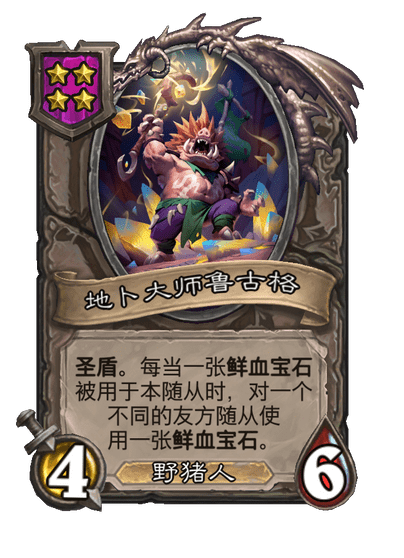 地卜大师鲁古格
圣盾。每当一张鲜血宝石
被用于本随从时，对一个
不同的友方随从使
用一张鲜血宝石。
4
野猪人
6